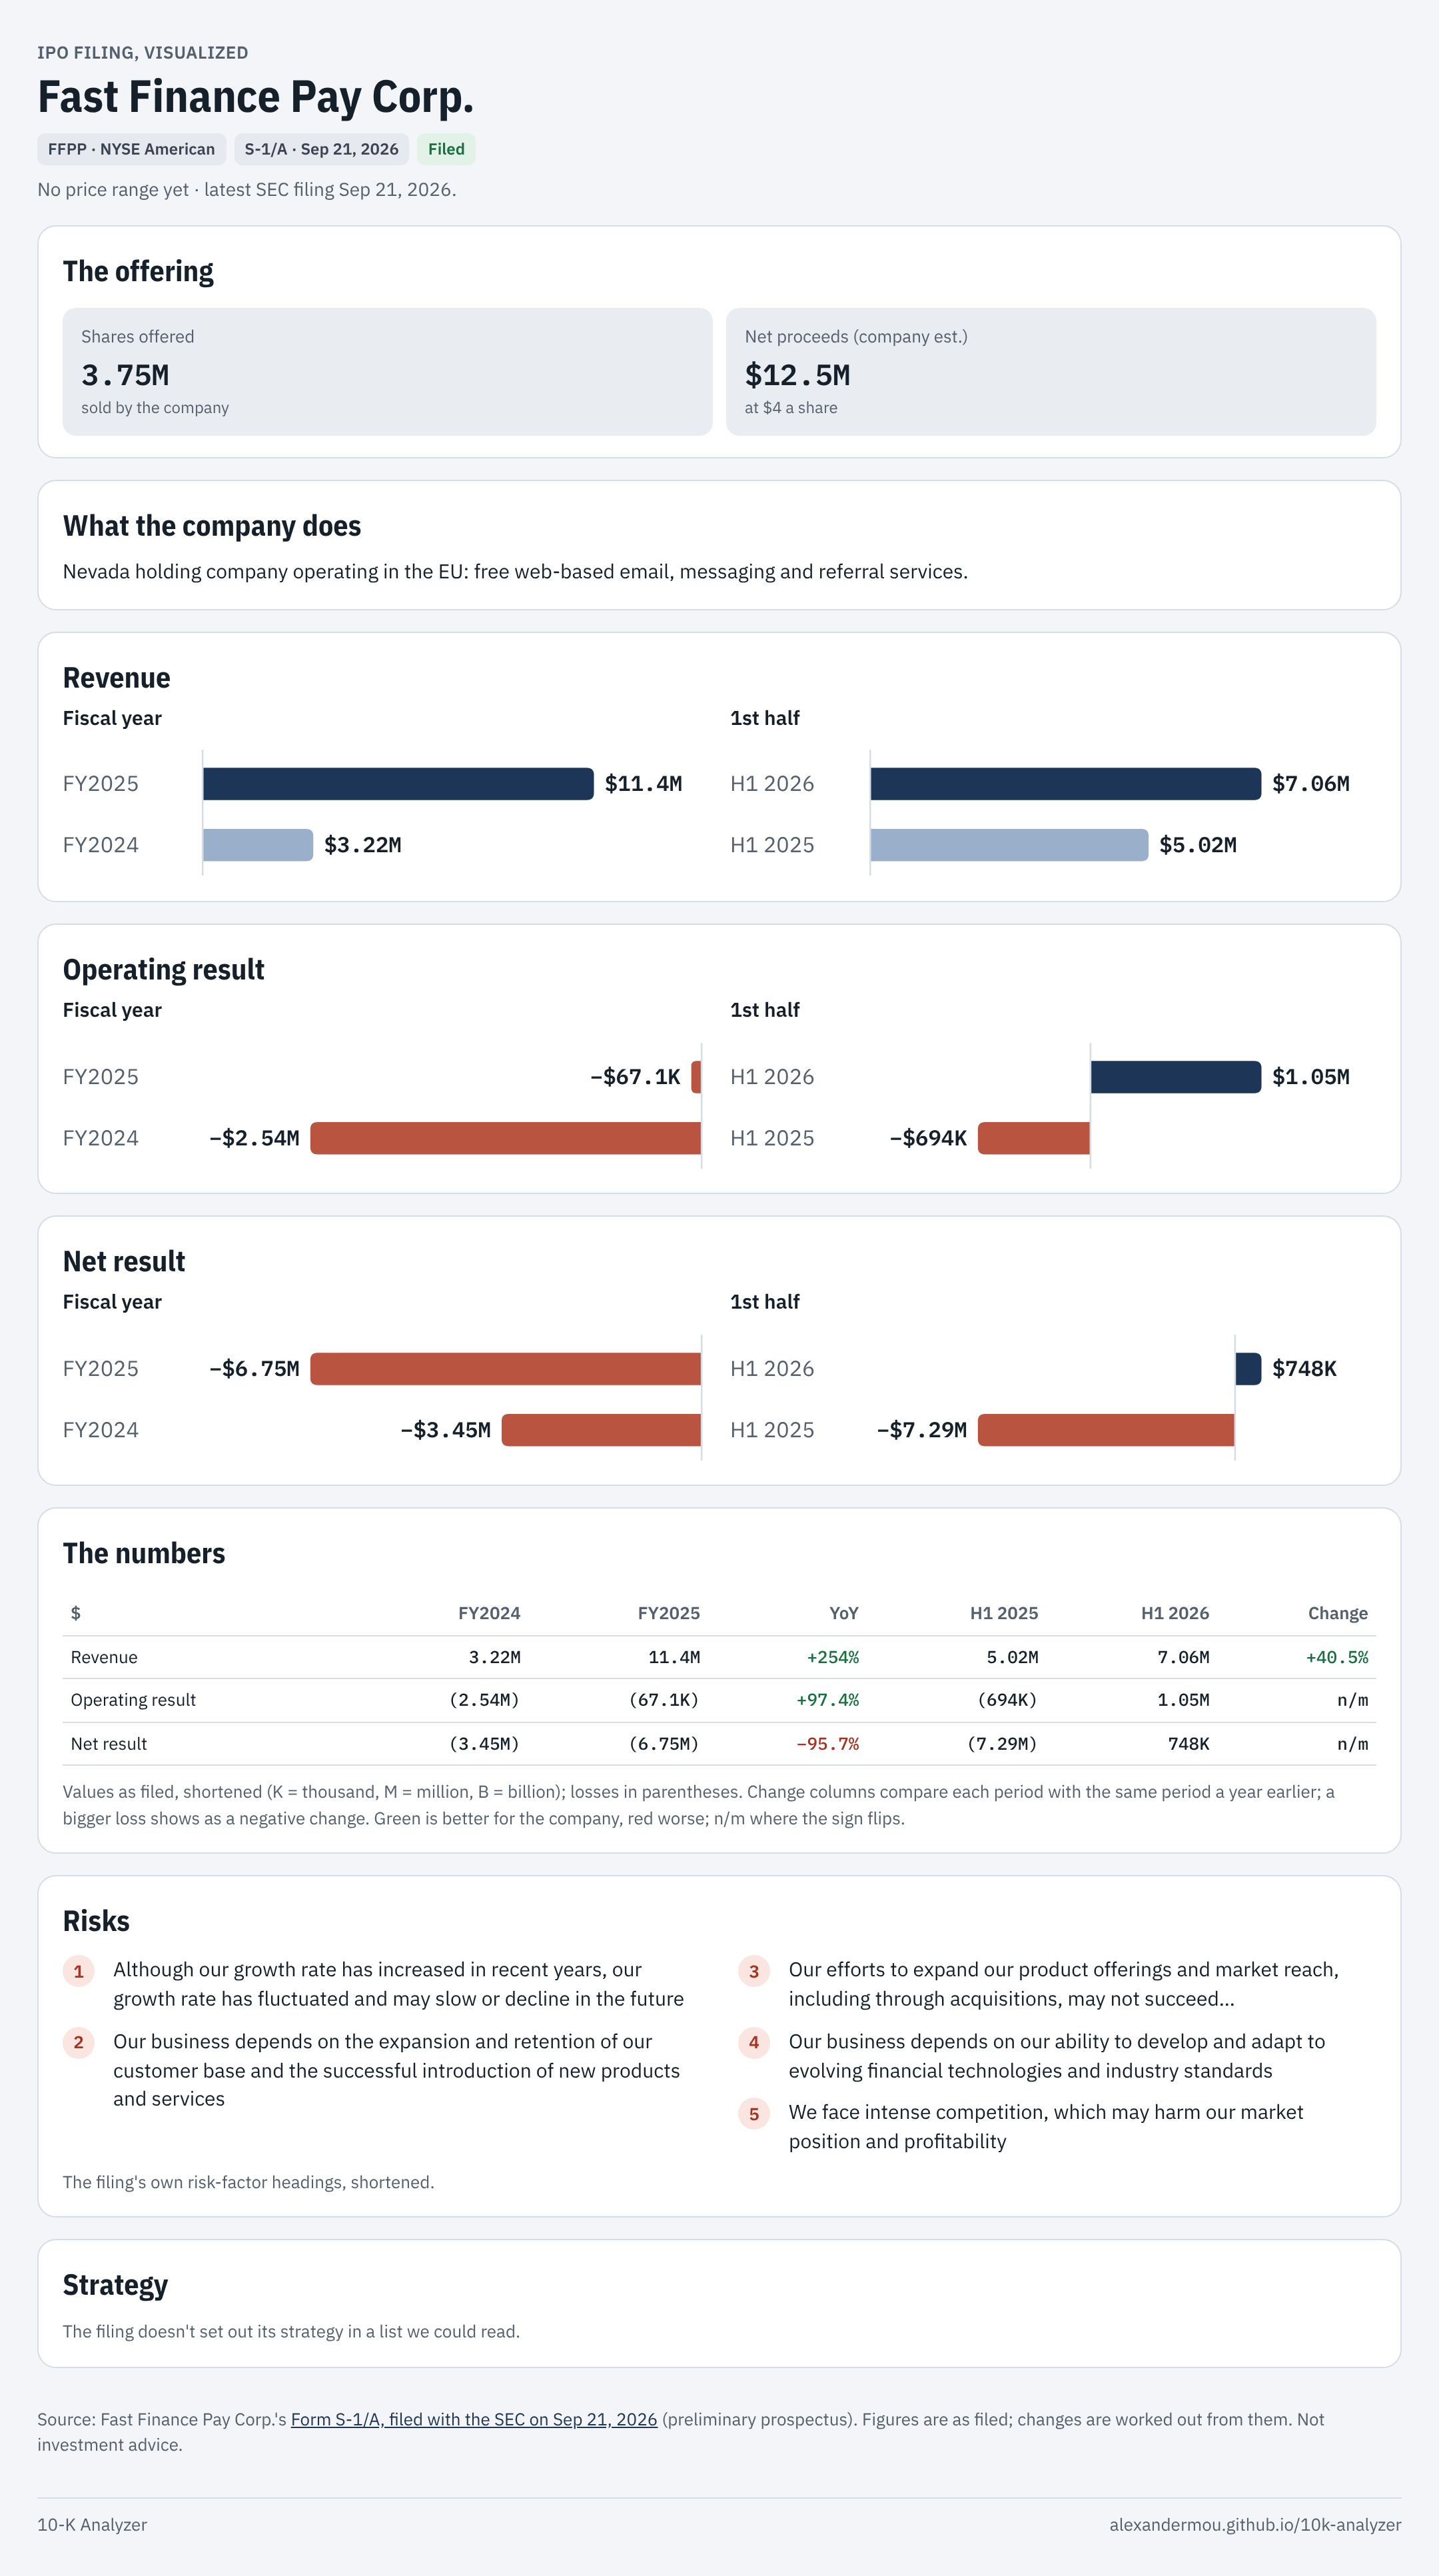 IPO FILING, VISUALIZED
Fast Finance Pay Corp.
FFPP · NYSE American S-1/A · Sep 21, 2026 Filed
No price range yet · latest SEC filing Sep 21, 2026.
The offering
Shares offered
3.75M
sold by the company
Net proceeds (company est.)
$12.5M
at $4 a share
What the company does
Nevada holding company operating in the EU: free web-based email, messaging and referral services.
Revenue
Fiscal year
FY2025 $11.4M
FY2024 $3.22M
1st half
H1 2026 $7.06M
H1 2025 $5.02M
Operating result
Fiscal year
FY2025 −$67.1K
FY2024 −$2.54M
1st half
H1 2026 $1.05M
H1 2025 −$694K
Net result
Fiscal year
FY2025 −$6.75M
FY2024 −$3.45M
1st half
H1 2026 $748K
H1 2025 −$7.29M
The numbers
$ FY2024 FY2025 YoY H1 2025 H1 2026 Change
Revenue 3.22M 11.4M +254% 5.02M 7.06M +40.5%
Operating result (2.54M) (67.1K) +97.4% (694K) 1.05M n/m
Net result (3.45M) (6.75M) −95.7% (7.29M) 748K n/m
Values as filed, shortened (K = thousand, M = million, B = billion); losses in parentheses. Change columns compare each period with the same period a year earlier; a
bigger loss shows as a negative change. Green is better for the company, red worse; n/m where the sign flips.
Risks
1 Although our growth rate has increased in recent years, our
growth rate has fluctuated and may slow or decline in the future
2 Our business depends on the expansion and retention of our
customer base and the successful introduction of new products
and services
3 Our efforts to expand our product offerings and market reach,
including through acquisitions, may not succeed…
4 Our business depends on our ability to develop and adapt to
evolving financial technologies and industry standards
5 We face intense competition, which may harm our market
position and profitability
The filing's own risk-factor headings, shortened.
Strategy
The filing doesn't set out its strategy in a list we could read.
Source: Fast Finance Pay Corp.'s Form S-1/A, filed with the SEC on Sep 21, 2026 (preliminary prospectus). Figures are as filed; changes are worked out from them. Not
investment advice.
10-K Analyzer
alexandermou.github.io/10k-analyzer